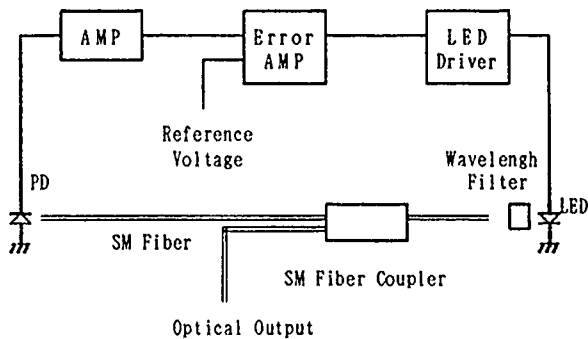 AMP
Error
AMP
LED
Driver
Reference
Voltage
Wavelengh
Filter
PD
LED
SM Fiber
SM Fiber Coupler
Optical Output